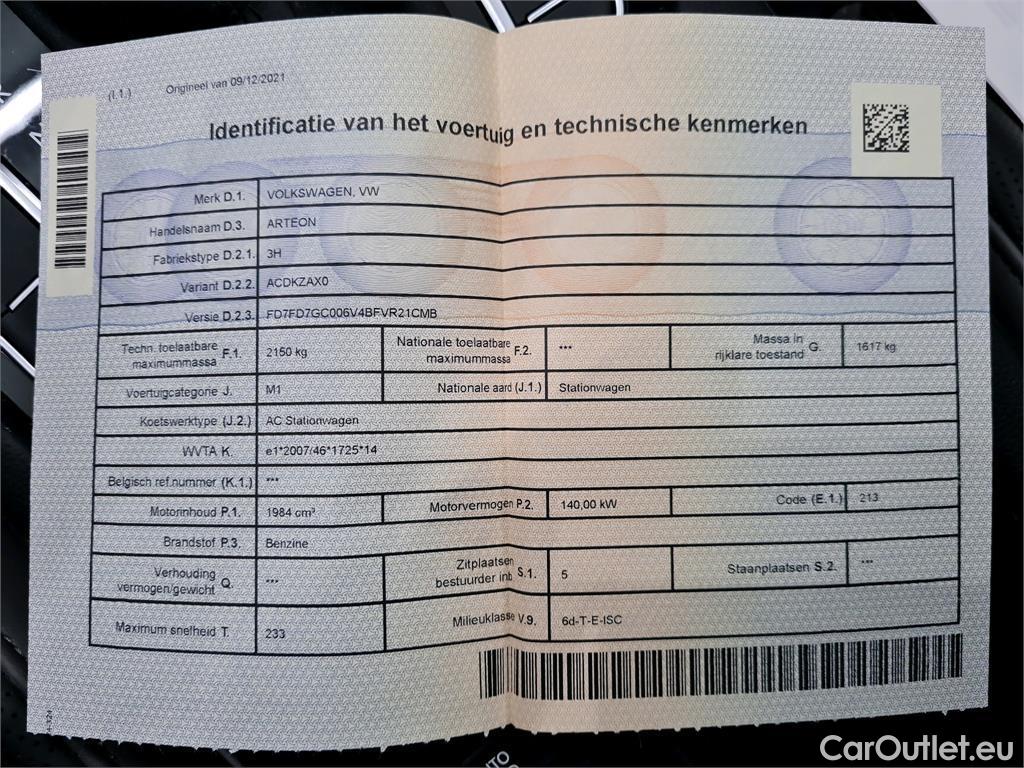 (I.1.) Origineel van 09/12/2021
Identificatie van het voertuig en technische kenmerken
Merk D.1. VOLKSWAGEN, VW
Handelsnaam D.3. ARTEON
Fabriekstype D.2.1. 3H
Variant D.2.2. ACDKZAX0
Versie D.2.3. FD7FD7GC006V4BFVR21CMB
Techn. toelaatbare maximummassa F.1. 2150 kg Nationale toelaatbare maximummassa F.2. *** Massa in rijklare toestand G. 1617 kg
Voertuigcategorie J. M1 Nationale aard (J.1.) Stationwagen
Koetswerktype (J.2.) AC Stationwagen
WVTA K. e1*2007/46*1725*14
Belgisch ref.nummer (K.1.) ***
Motorinhoud P.1. 1984 cm³ Motorvermogen P.2. 140,00 kW Code (E.1.) 213
Brandstof P.3. Benzine
Verhouding vermogen/gewicht Q. *** Zitplaatsen bestuurder inb S.1. 5 Staanplaatsen S.2. ***
Maximum snelheid T. 233 Milieuklasse V.9. 6d-T-E-ISC
CarOutlet.eu